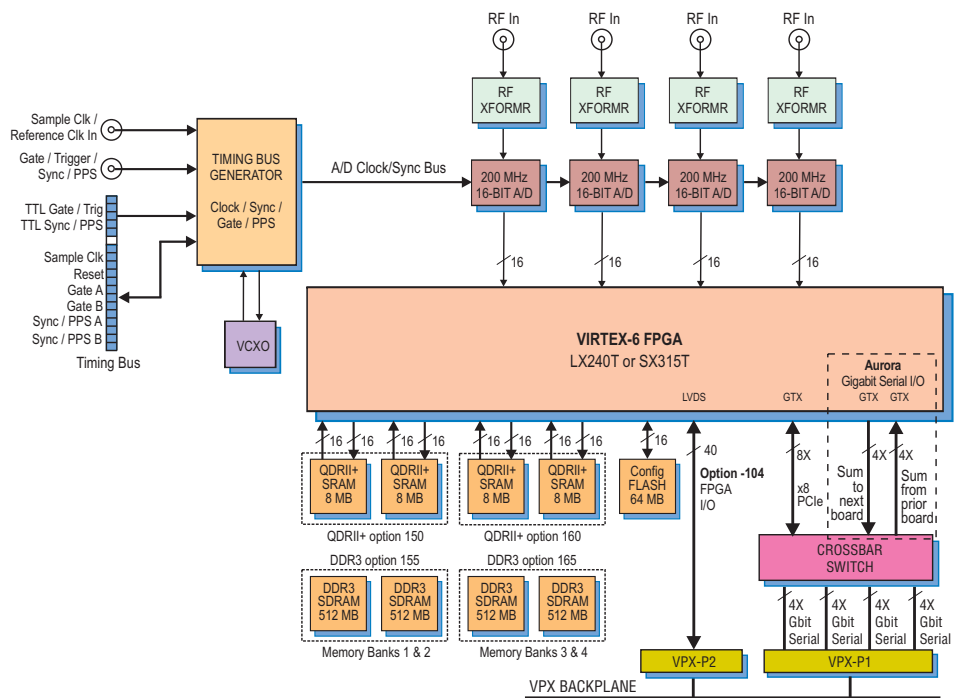 RF In
RF In
RF In
RF In
RF
XFORMR
RF
XFORMR
RF
XFORMR
RF
XFORMR
Sample Clk /
Reference Clk In
Gate / Trigger /
Sync / PPS
TTL Gate / Trig
TTL Sync / PPS
Sample Clk
Reset
Gate A
Gate B
Sync / PPS A
Sync / PPS B
Timing Bus
TIMING BUS
GENERATOR
Clock / Sync /
Gate / PPS
VCXO
A/D Clock/Sync Bus
200 MHz
16-BIT A/D
200 MHz
16-BIT A/D
200 MHz
16-BIT A/D
200 MHz
16-BIT A/D
16
16
16
16
VIRTEX-6 FPGA
LX240T or SX315T
LVDS
GTX
Aurora
Gigabit Serial I/O
GTX
GTX
16
16
16
16
16
16
16
16
16
40
8X
4X
4X
QDRII+
SRAM
8 MB
QDRII+
SRAM
8 MB
QDRII+
SRAM
8 MB
QDRII+
SRAM
8 MB
Config
FLASH
64 MB
Option -104
FPGA
I/O
x8
PCIe
Sum
to
next
board
Sum
from
prior
board
QDRII+ option 150
QDRII+ option 160
DDR3 option 155
DDR3 option 165
DDR3
SDRAM
512 MB
DDR3
SDRAM
512 MB
DDR3
SDRAM
512 MB
DDR3
SDRAM
512 MB
Memory Banks 1 & 2
Memory Banks 3 & 4
CROSSBAR
SWITCH
4X
Gbit
Serial
4X
Gbit
Serial
4X
Gbit
Serial
4X
Gbit
Serial
VPX-P2
VPX-P1
VPX BACKPLANE